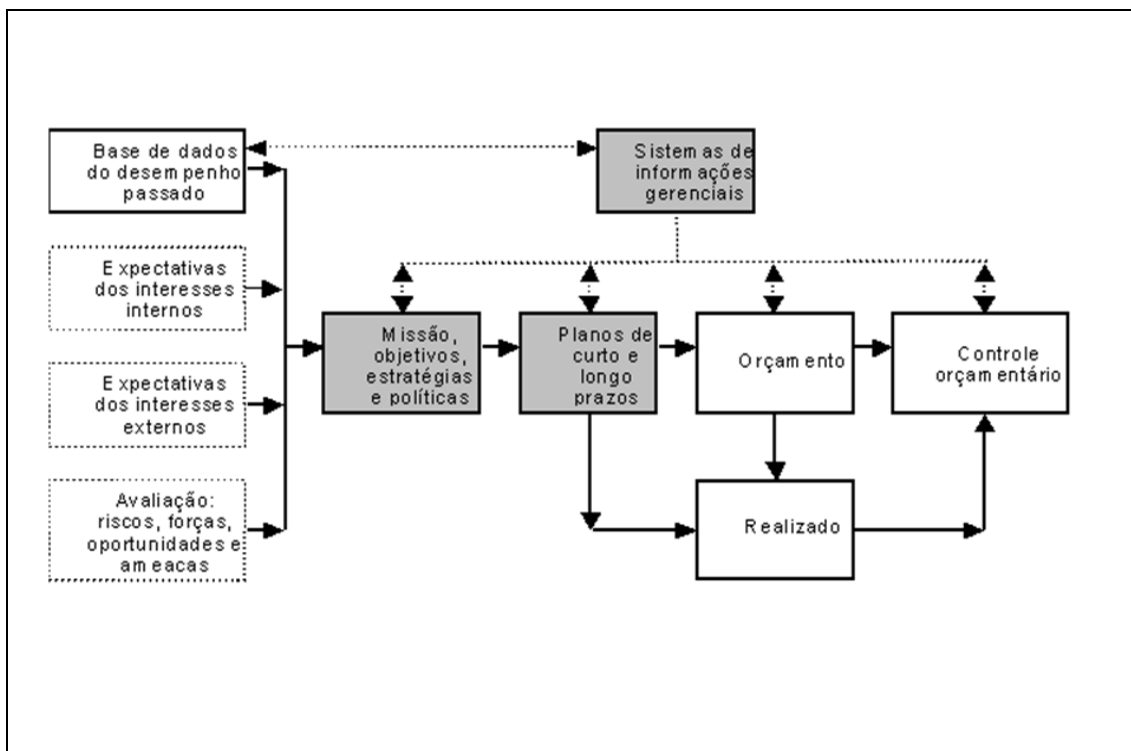 Base de dados
do desempenho
passado
Sistemas de
informações
gerenciais
Expectativas
dos interesses
internos
Expectativas
dos interesses
externos
Avaliação:
riscos, forças,
oportunidades e
ameacas
Missão,
objetivos,
estratégias
e políticas
Planos de
curto e
longo
prazos
Orçamento
Controle
orçamentário
Realizado